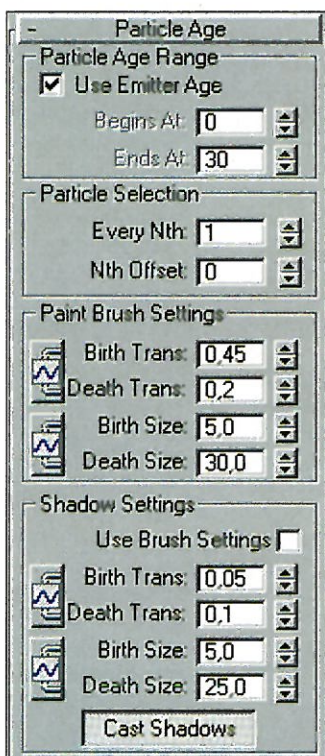 - Particle Age
Particle Age Range
Use Emitter Age
Begins At: 0
Ends At: 30
Particle Selection
Every Nth: 1
Nth Offset: 0
Paint Brush Settings
Birth Trans: 0,45
Death Trans: 0,2
Birth Size: 5,0
Death Size: 30,0
Shadow Settings
Use Brush Settings
Birth Trans: 0,05
Death Trans: 0,1
Birth Size: 5,0
Death Size: 25,0
Cast Shadows